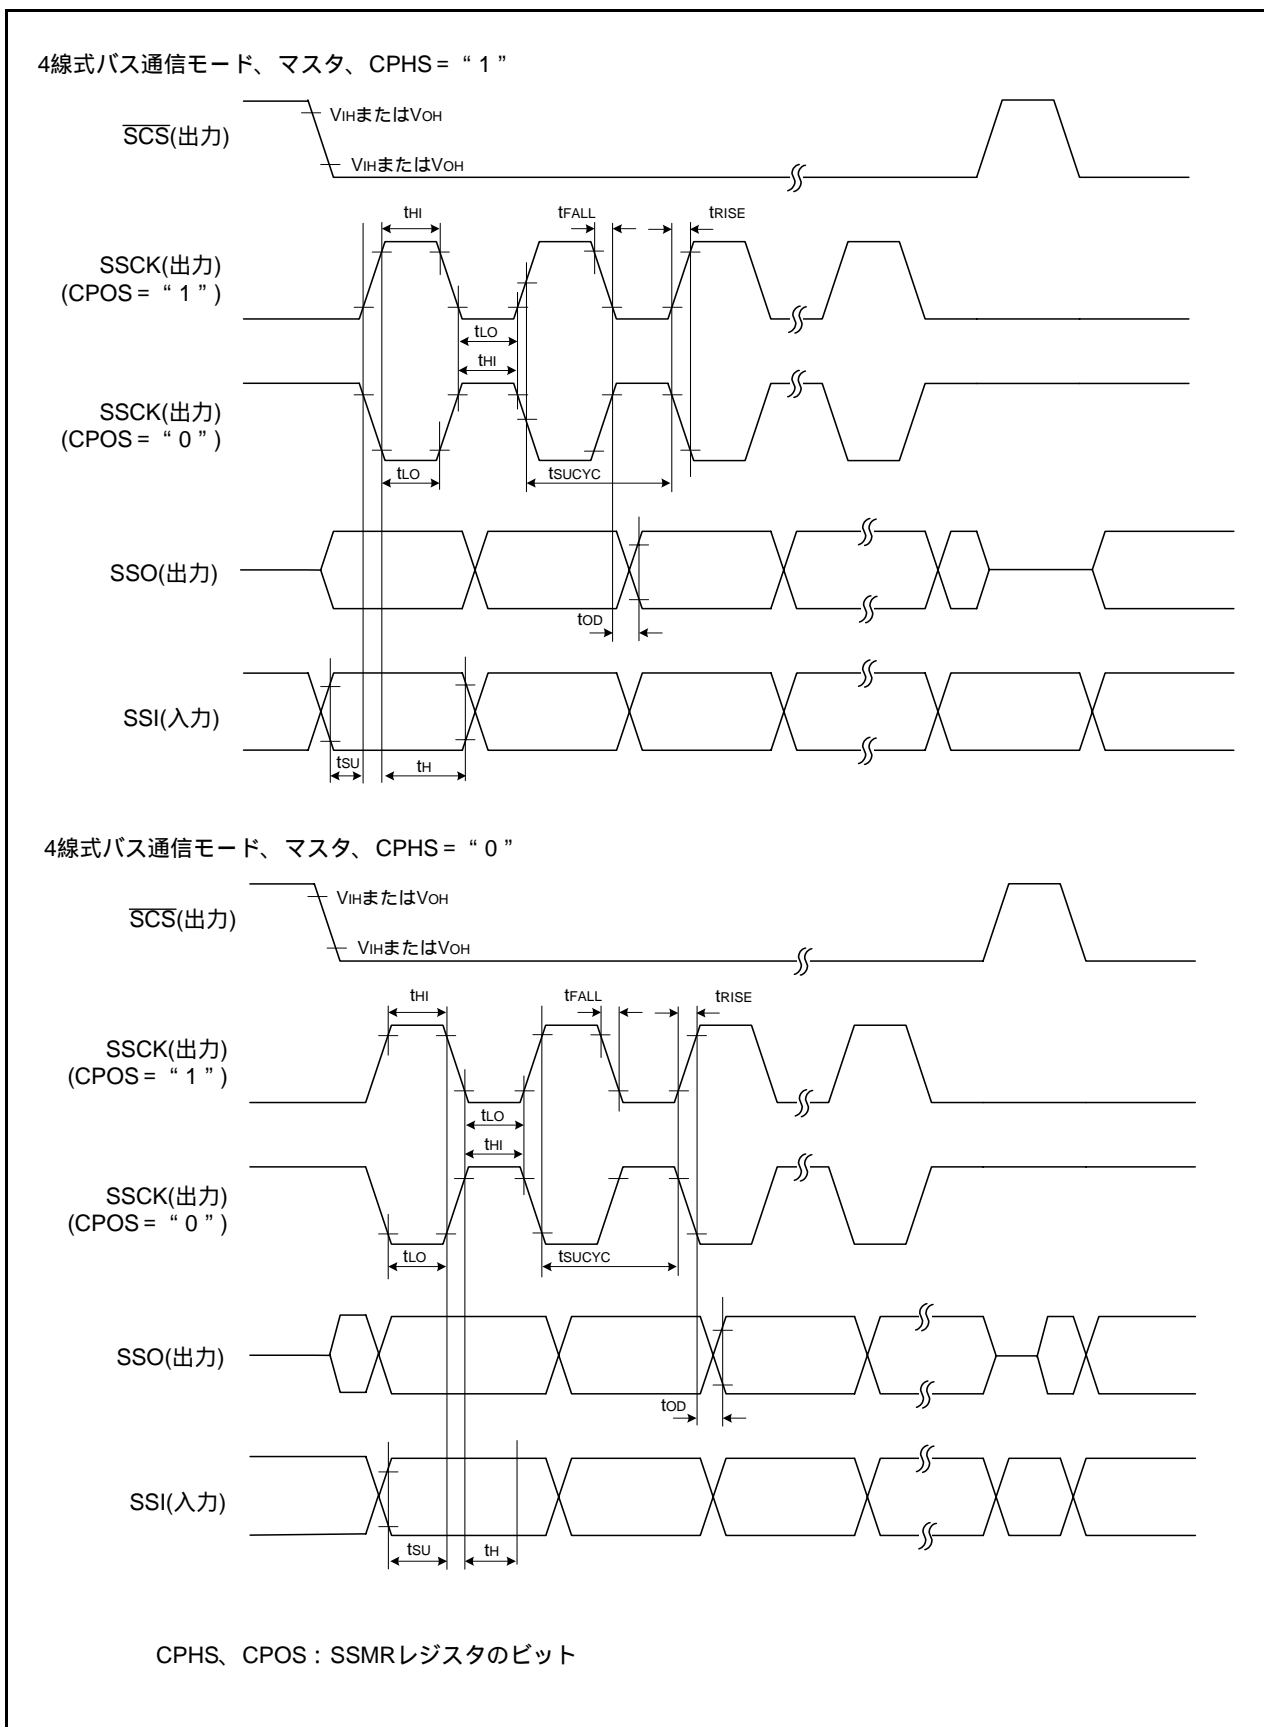 4線式バス通信モード、マスタ、CPHS = “ 1 ”
VIHまたはVOH
SCS(出力)
VIHまたはVOH
tHI
tFALL
tRISE
SSCK(出力)
(CPOS = “ 1 ” )
tLO
tHI
SSCK(出力)
(CPOS = “ 0 ” )
tLO
tSUCYC
SSO(出力)
tOD
SSI(入力)
tSU
tH
4線式バス通信モード、マスタ、CPHS = “ 0 ”
VIHまたはVOH
SCS(出力)
VIHまたはVOH
tHI
tFALL
tRISE
SSCK(出力)
(CPOS = “ 1 ” )
tLO
tHI
SSCK(出力)
(CPOS = “ 0 ” )
tLO
tSUCYC
SSO(出力)
tOD
SSI(入力)
tSU
tH
CPHS、CPOS : SSMRレジスタのビット